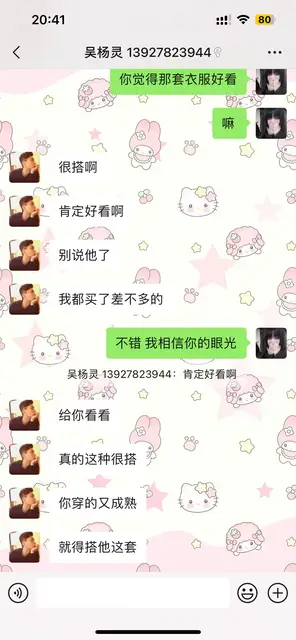 20:41
80
吴杨灵 13927823944
你觉得那套衣服好看
嘛
很搭啊
肯定好看啊
别说他了
我都买了差不多的
不错 我相信你的眼光
吴杨灵 13927823944：肯定好看啊
给你看看
真的这种很搭
你穿的又成熟
就得搭他这套